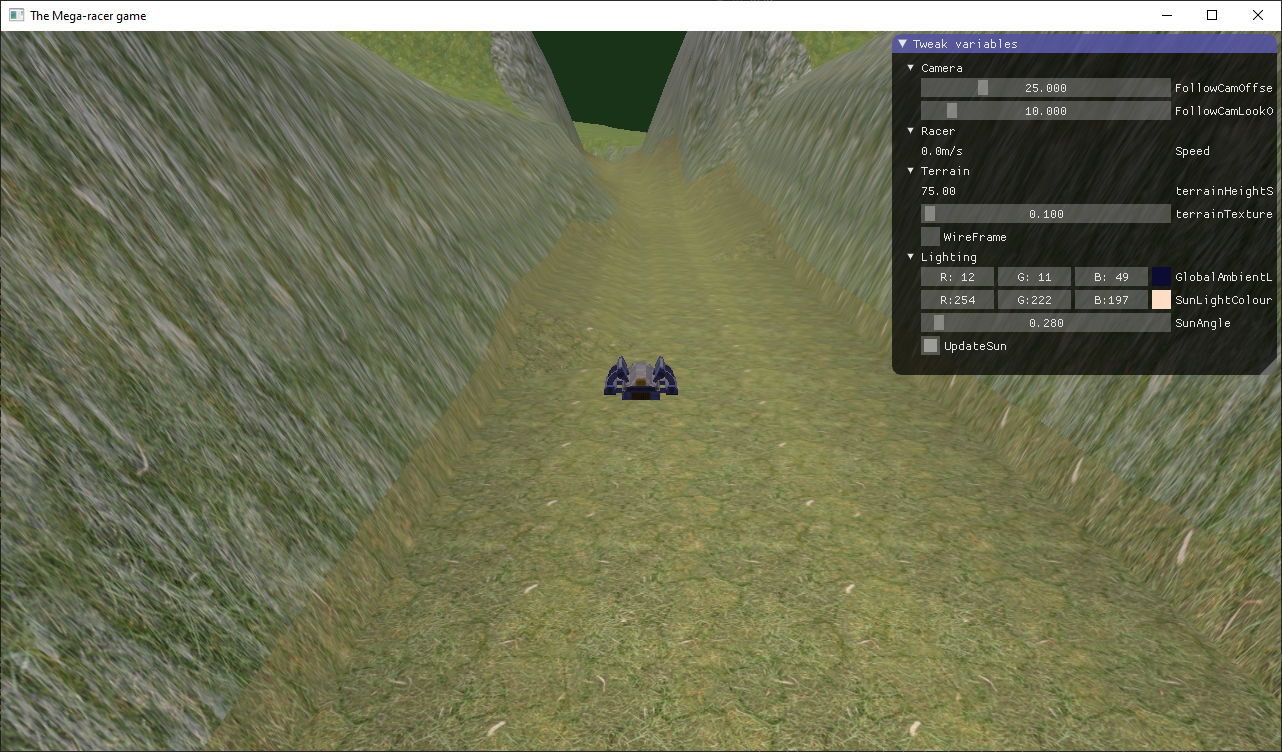 The Mega-racer game
Tweak variables
Camera
25.000 FollowCamOffse
10.000 FollowCamLookO
Racer
0.0m/s Speed
Terrain
75.00 terrainHeightS
0.100 terrainTexture
WireFrame
Lighting
R: 12 G: 11 B: 49 GlobalAmbientL
R:254 G:222 B:197 SunLightColour
0.280 SunAngle
UpdateSun